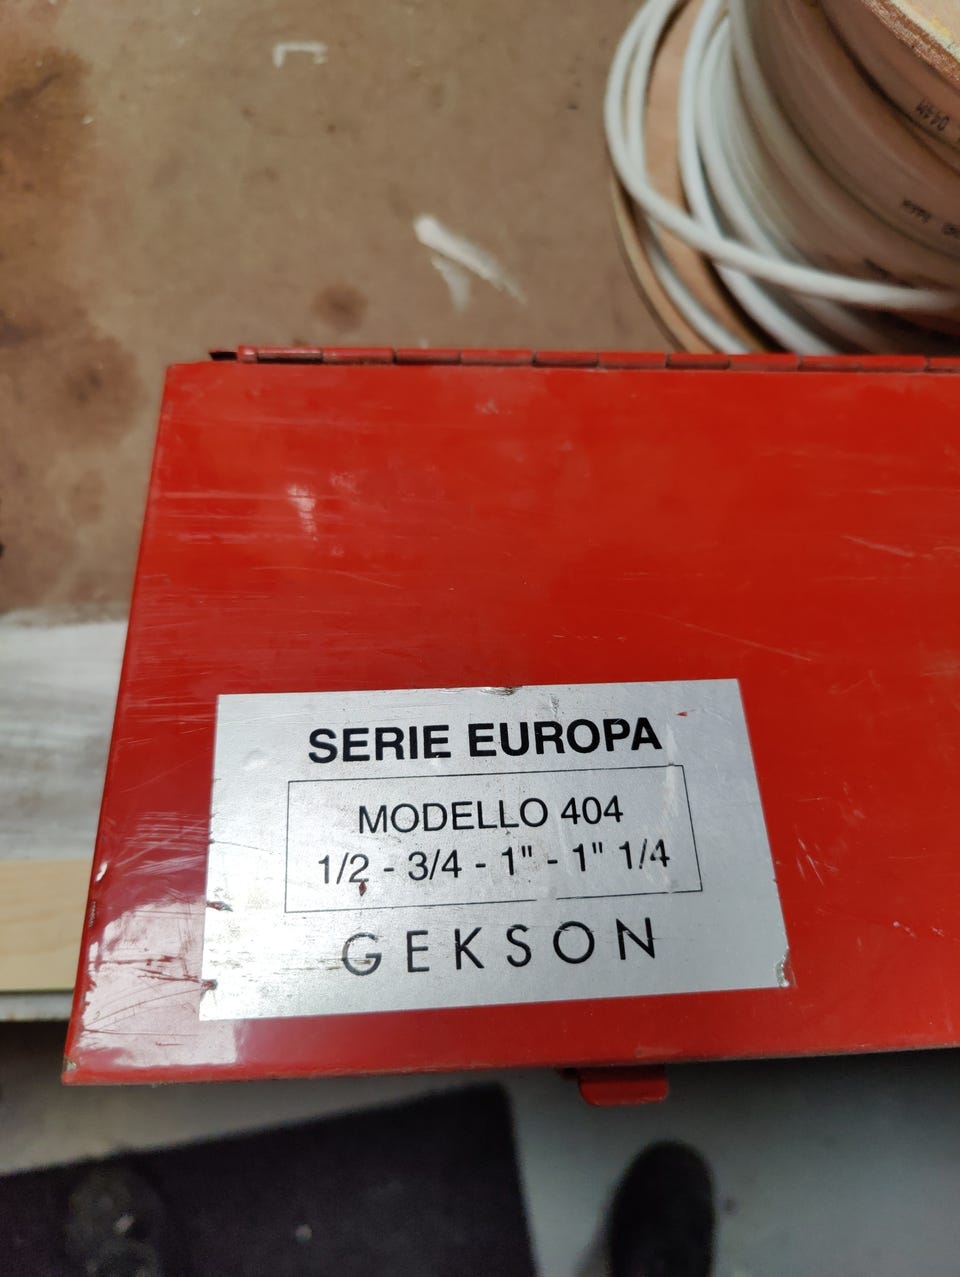 SERIE EUROPA
MODELLO 404
1/2 - 3/4 - 1" - 1" 1/4
GEKSON